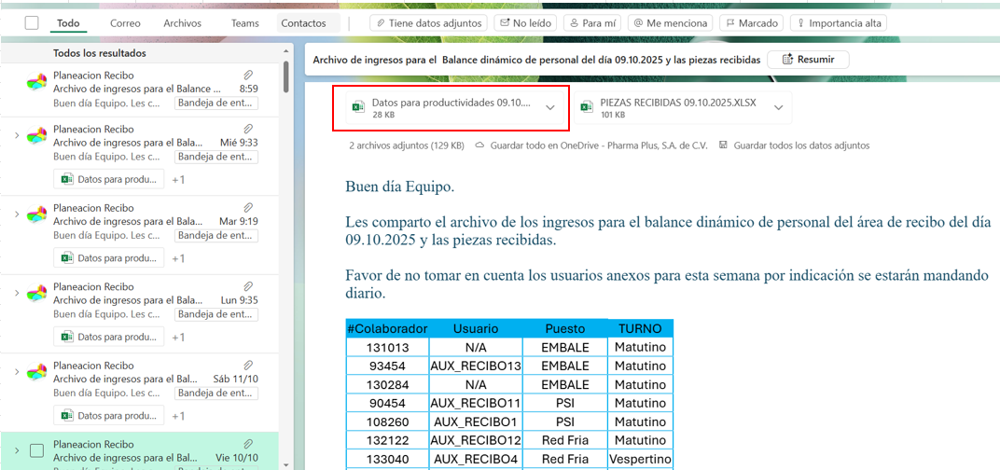 Todo Correo Archivos Teams Contactos
Tiene datos adjuntos No leído Para mí Me menciona Marcado Importancia alta
Todos los resultados
Planeacion Recibo
Archivo de ingresos para el Balance ... 8:59
Buen día Equipo. Les c... Bandeja de ent...
Planeacion Recibo
Archivo de ingresos para el Bala... Mié 9:33
Buen día Equipo. Les c... Bandeja de ent...
Datos para produ... +1
Planeacion Recibo
Archivo de ingresos para el Bala... Mar 9:19
Buen día Equipo. Les c... Bandeja de ent...
Datos para produ... +1
Planeacion Recibo
Archivo de ingresos para el Bala... Lun 9:35
Buen día Equipo. Les c... Bandeja de ent...
Datos para produ... +1
Planeacion Recibo
Archivo de ingresos para el Bala... Sáb 11/10
Buen día Equipo. Les c... Bandeja de ent...
Datos para produ... +1
Planeacion Recibo
Archivo de ingresos para el Bala... Vie 10/10
Archivo de ingresos para el Balance dinámico de personal del día 09.10.2025 y las piezas recibidas Resumir
Datos para productividades 09.10....
28 KB
PIEZAS RECIBIDAS 09.10.2025.XLSX
101 KB
2 archivos adjuntos (129 KB) Guardar todo en OneDrive - Pharma Plus, S.A. de C.V. Guardar todos los datos adjuntos
Buen día Equipo.
Les comparto el archivo de los ingresos para el balance dinámico de personal del área de recibo del día
09.10.2025 y las piezas recibidas.
Favor de no tomar en cuenta los usuarios anexos para esta semana por indicación se estarán mandando
diario.
#Colaborador Usuario Puesto TURNO
131013 N/A EMBALE Matutino
93454 AUX_RECIBO13 EMBALE Matutino
130284 N/A EMBALE Matutino
90454 AUX_RECIBO11 PSI Matutino
108260 AUX_RECIBO1 PSI Matutino
132122 AUX_RECIBO12 Red Fria Matutino
133040 AUX_RECIBO4 Red Fria Vespertino